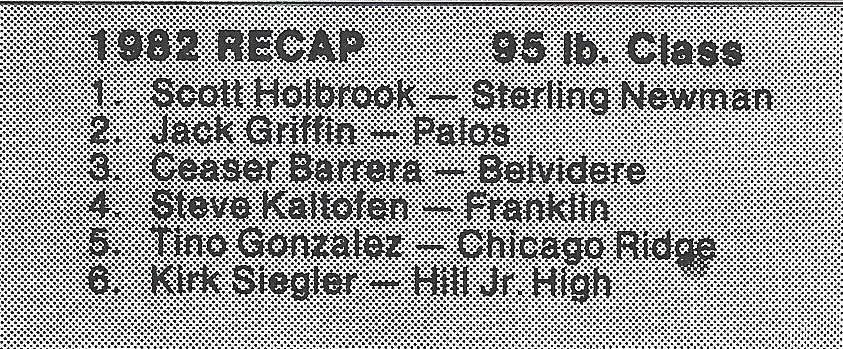 1982 RECAP 95 lb. Class
1. Scott Holbrook — Sterling Newman
2. Jack Griffin — Palos
3. Ceaser Barrera — Belvidere
4. Steve Kaltofen — Franklin
5. Tino Gonzalez — Chicago Ridge
6. Kirk Siegler — Hill Jr. High